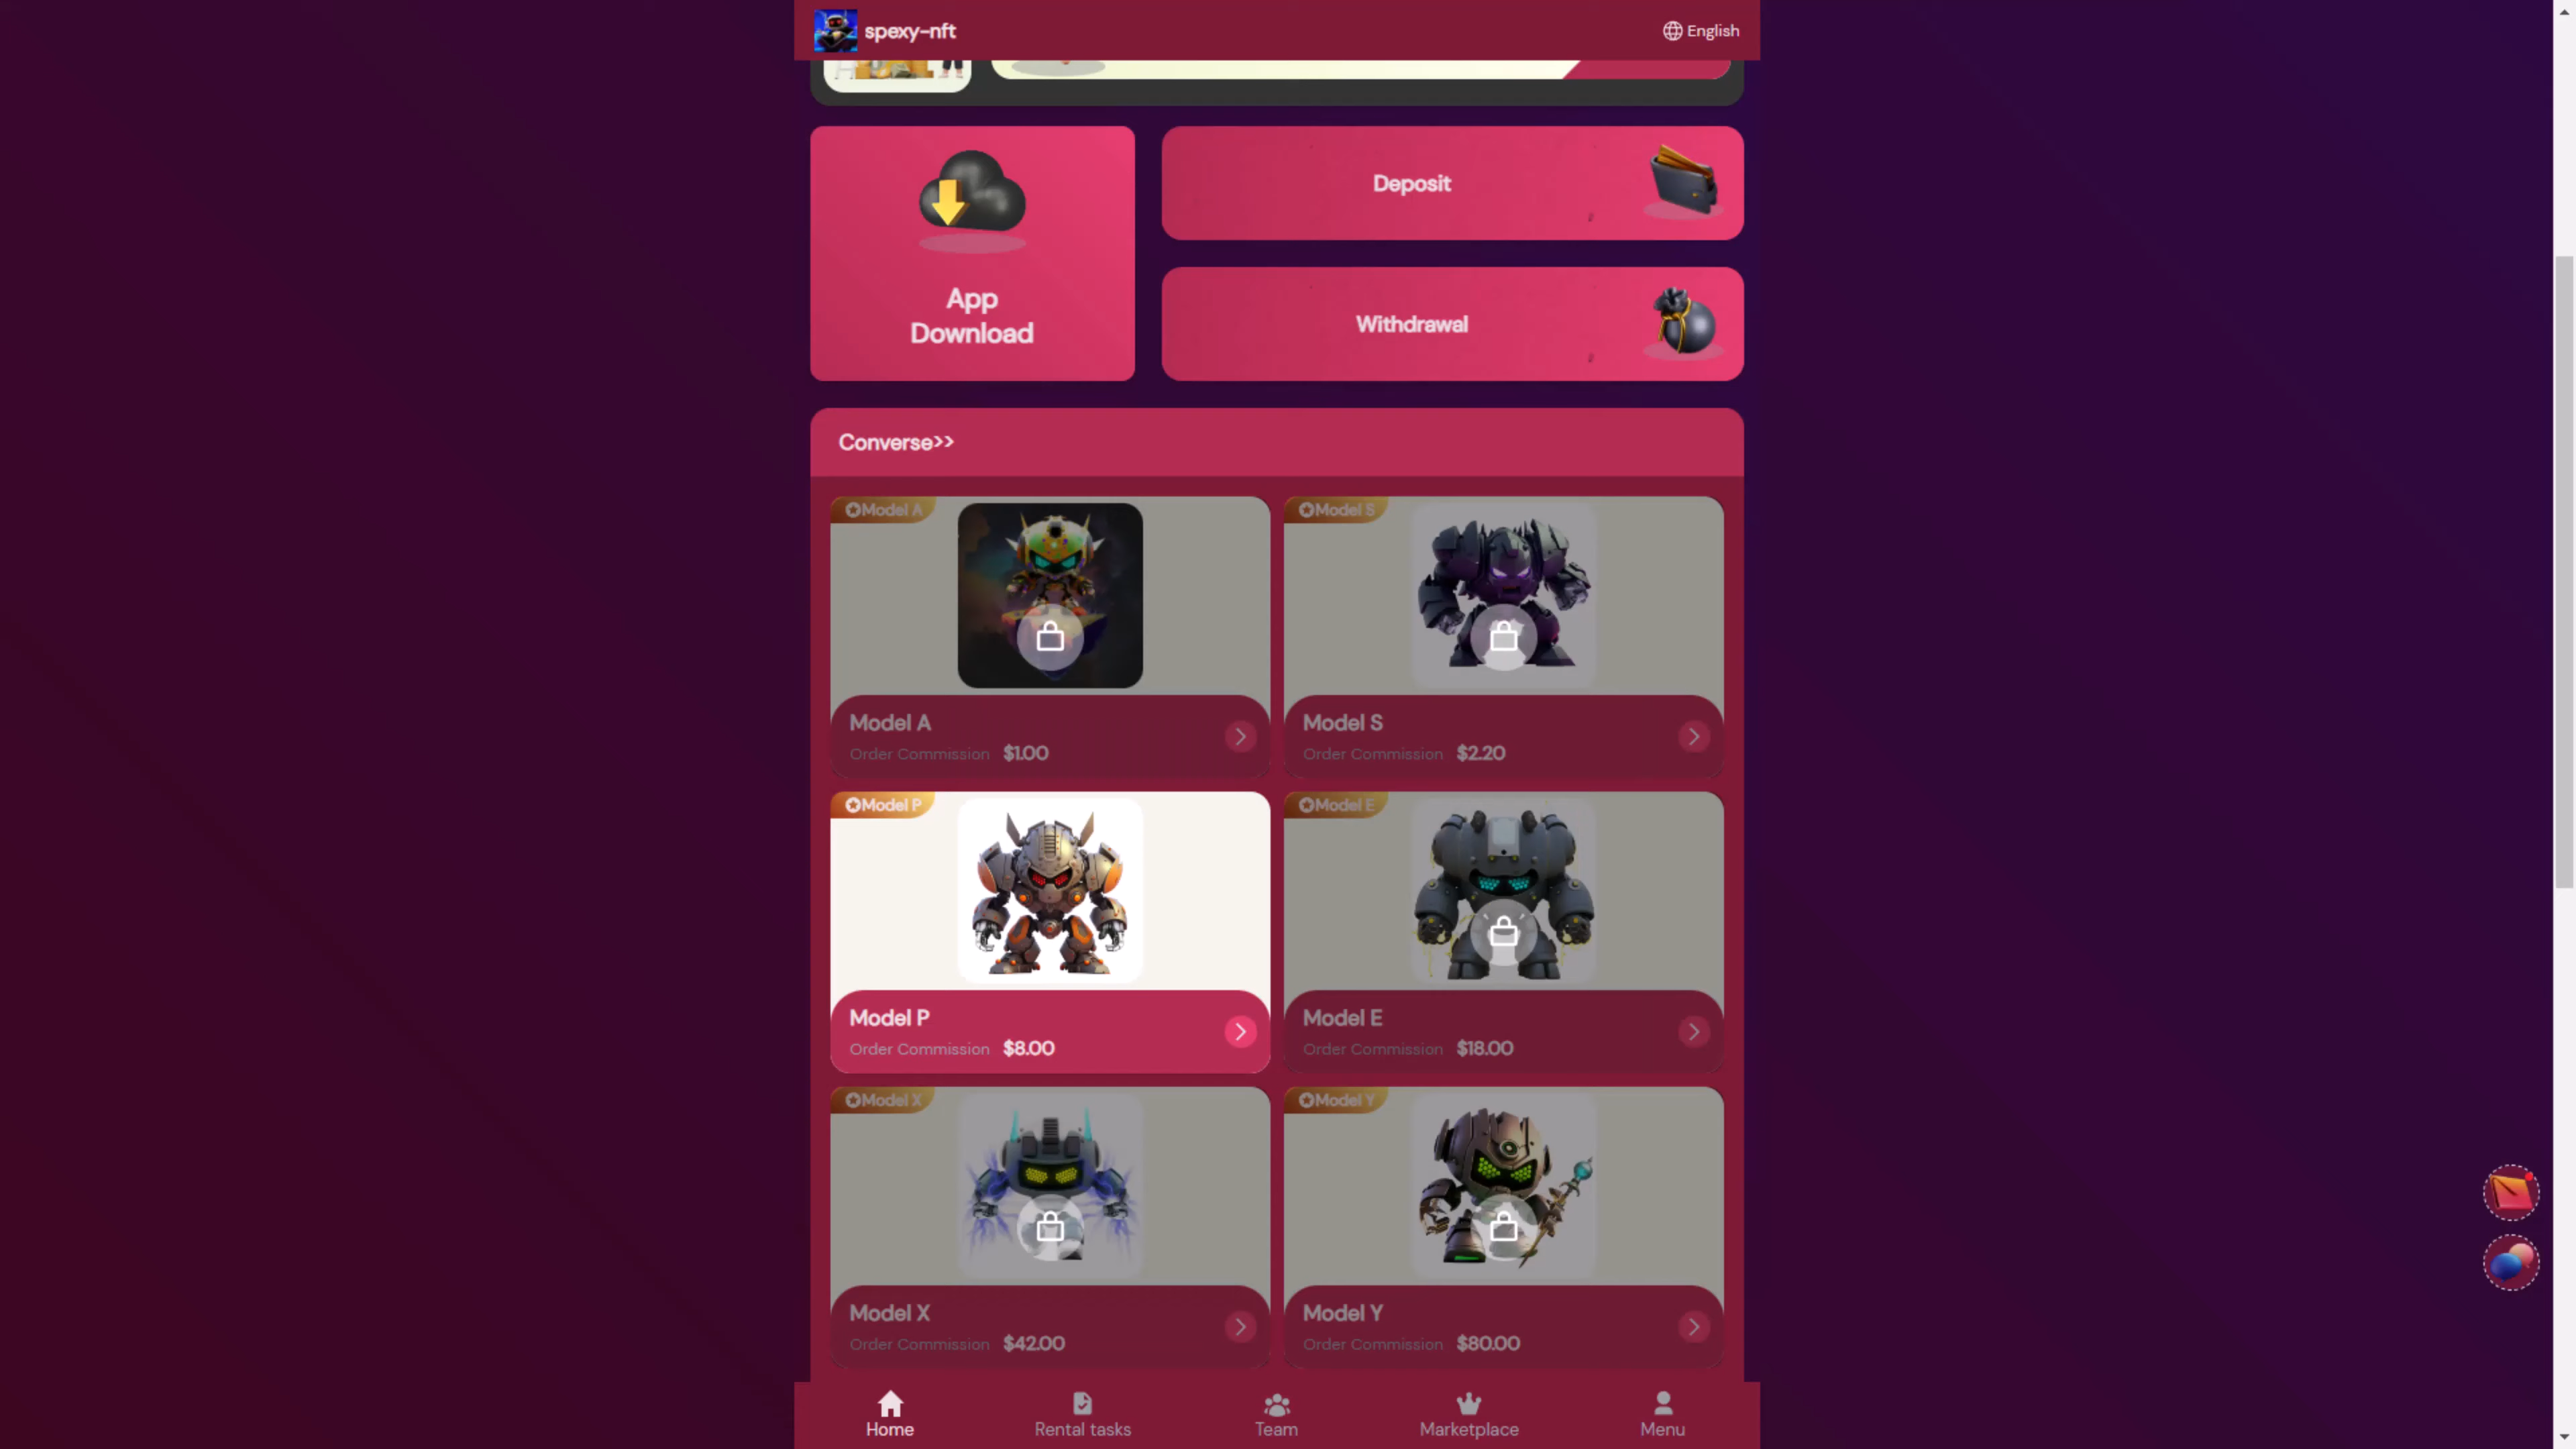 spexy-nft
English
App
Download
Deposit
Withdrawal
Converse>>
Model A
Model S
Model A
Order Commission $1.00
Model S
Order Commission $2.20
Model P
Model E
Model P
Order Commission $8.00
Model E
Order Commission $18.00
Model X
Model Y
Model X
Order Commission $42.00
Model Y
Order Commission $80.00
Home
Rental tasks
Team
Marketplace
Menu